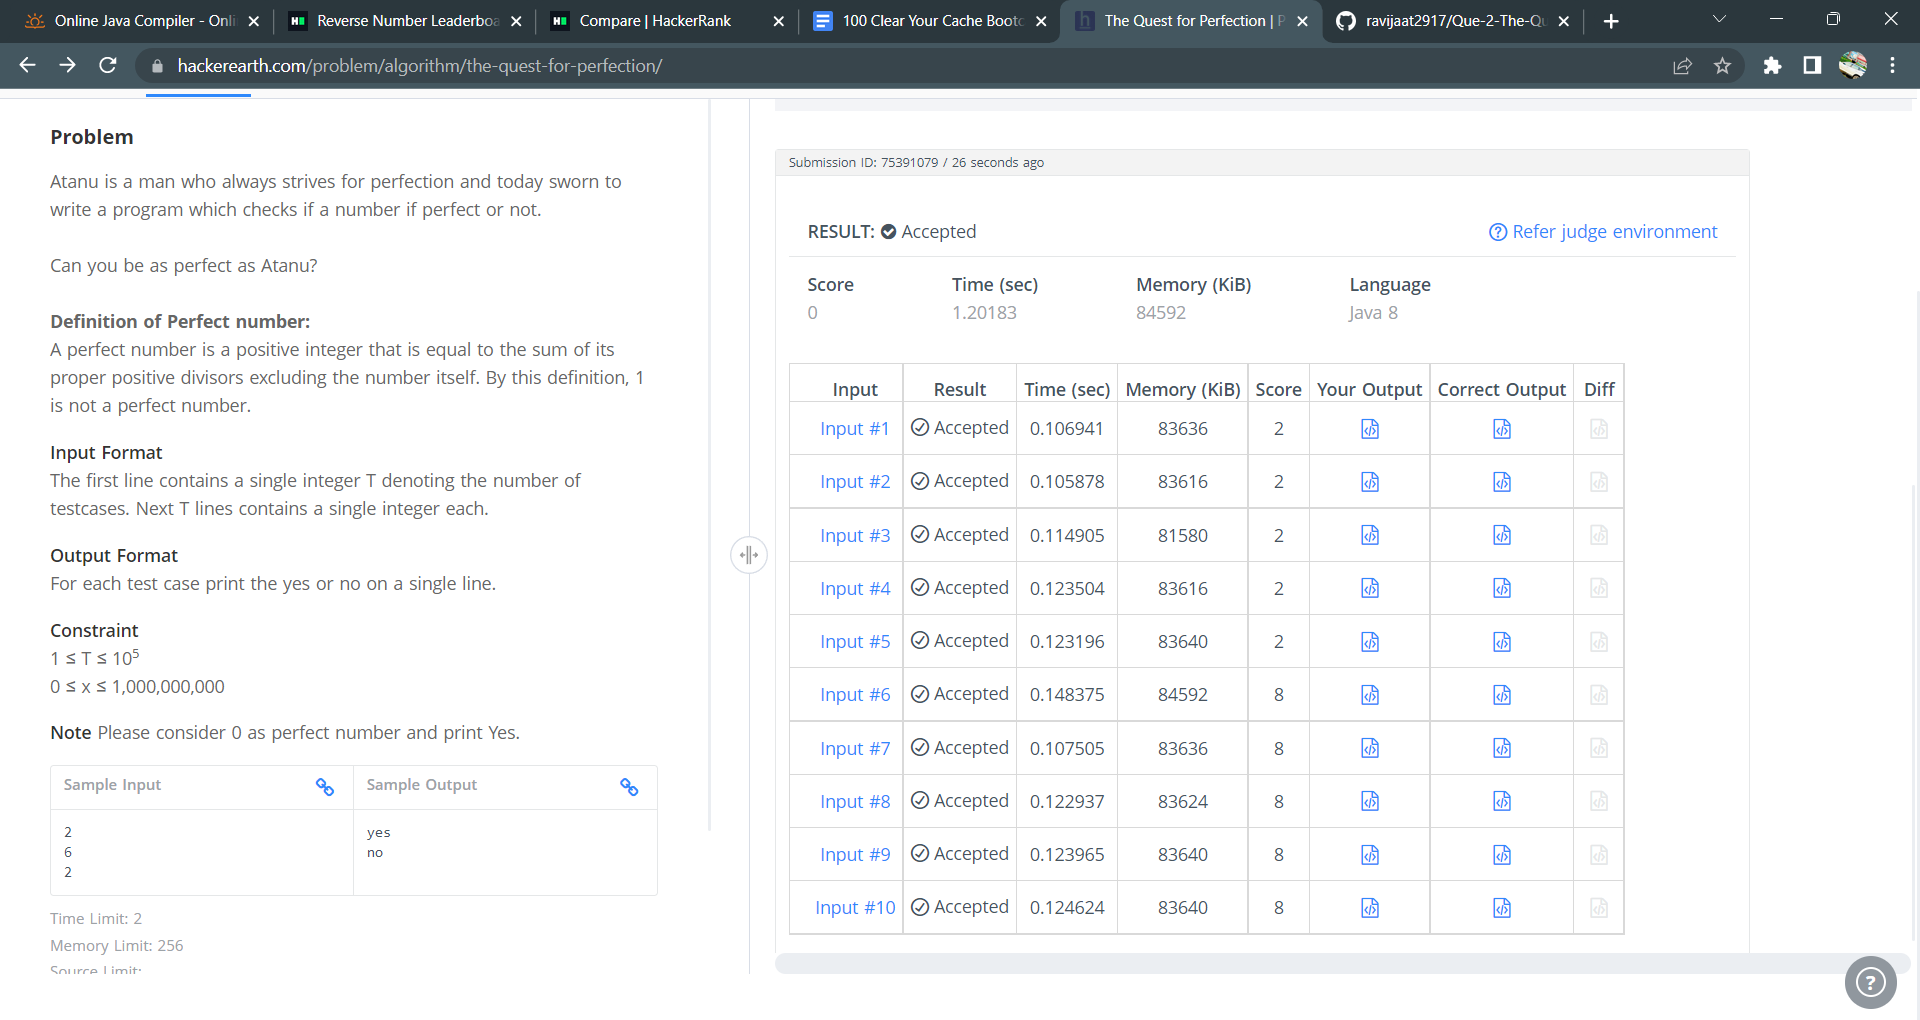 Online Java Compiler - Onli
Reverse Number Leaderboa
Compare | HackerRank
100 Clear Your Cache Bootc
The Quest for Perfection | P
ravijaat2917/Que-2-The-Qu
hackerearth.com/problem/algorithm/the-quest-for-perfection/
Problem
Atanu is a man who always strives for perfection and today sworn to
write a program which checks if a number if perfect or not.
Can you be as perfect as Atanu?
Definition of Perfect number:
A perfect number is a positive integer that is equal to the sum of its
proper positive divisors excluding the number itself. By this definition, 1
is not a perfect number.
Input Format
The first line contains a single integer T denoting the number of
testcases. Next T lines contains a single integer each.
Output Format
For each test case print the yes or no on a single line.
Constraint
1 ≤ T ≤ 10⁵
0 ≤ x ≤ 1,000,000,000
Note Please consider 0 as perfect number and print Yes.
Sample Input Sample Output
2 yes
6 no
2
Time Limit: 2
Memory Limit: 256
Source Limit:
Submission ID: 75391079 / 26 seconds ago
RESULT: Accepted
Refer judge environment
Score Time (sec) Memory (KiB) Language
0 1.20183 84592 Java 8
Input Result Time (sec) Memory (KiB) Score Your Output Correct Output Diff
Input #1 Accepted 0.106941 83636 2
Input #2 Accepted 0.105878 83616 2
Input #3 Accepted 0.114905 81580 2
Input #4 Accepted 0.123504 83616 2
Input #5 Accepted 0.123196 83640 2
Input #6 Accepted 0.148375 84592 8
Input #7 Accepted 0.107505 83636 8
Input #8 Accepted 0.122937 83624 8
Input #9 Accepted 0.123965 83640 8
Input #10 Accepted 0.124624 83640 8